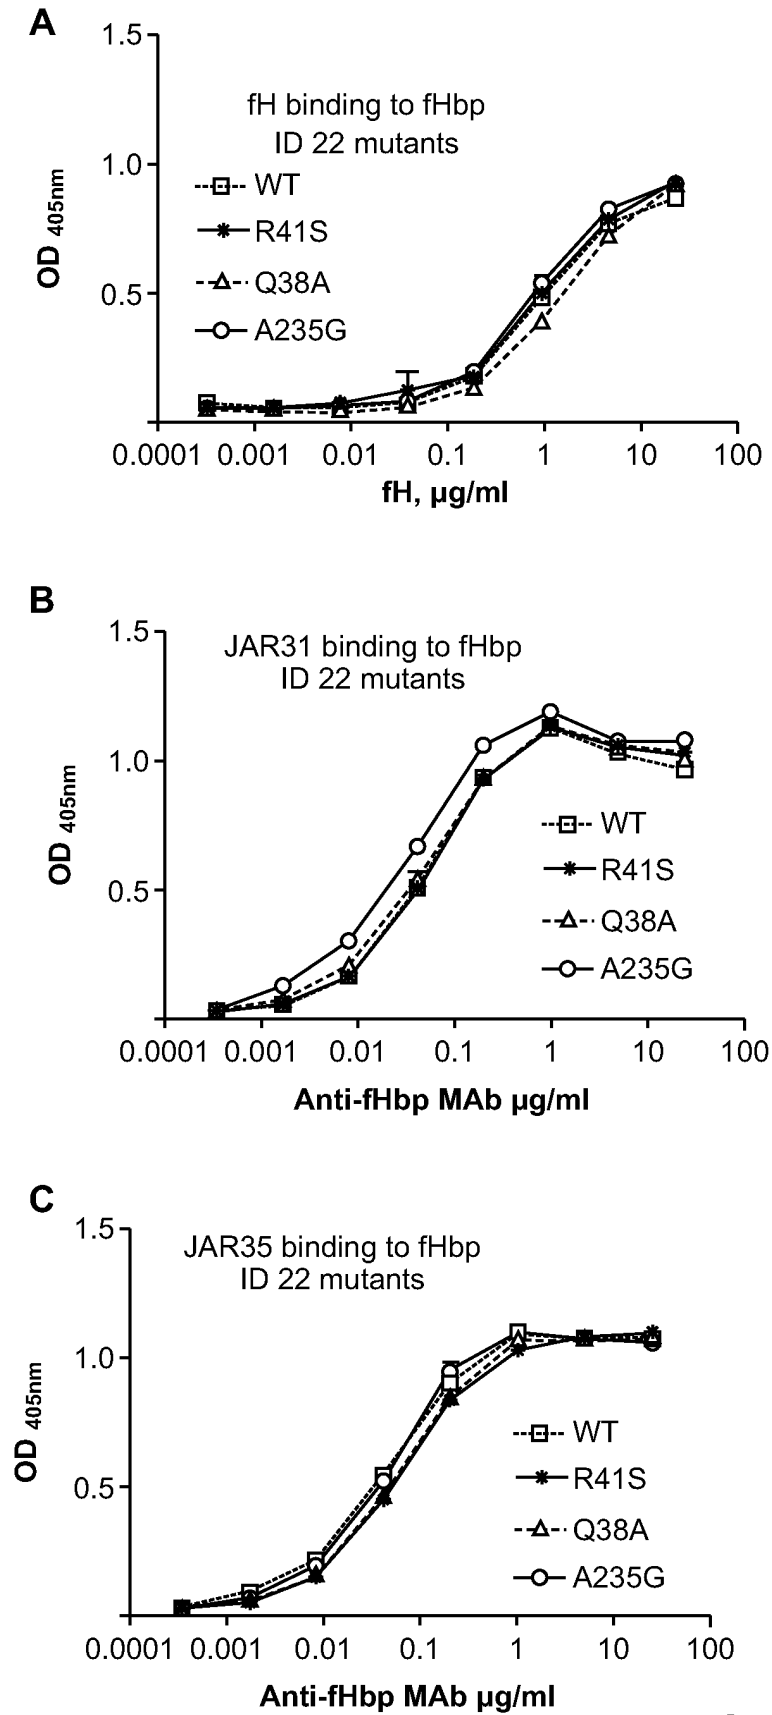 A
1.5
fH binding to fHbp
ID 22 mutants
1.0
WT
R41S
OD 405nm
Q38A
0.5
A235G
0.0001 0.001 0.01 0.1 1 10 100
fH, µg/ml
B
1.5
JAR31 binding to fHbp
ID 22 mutants
1.0
WT
OD 405nm
R41S
0.5
Q38A
A235G
0.0001 0.001 0.01 0.1 1 10 100
Anti-fHbp MAb µg/ml
C
1.5
JAR35 binding to fHbp
ID 22 mutants
1.0
OD 405nm
WT
R41S
0.5
Q38A
A235G
0.0001 0.001 0.01 0.1 1 10 100
Anti-fHbp MAb µg/ml